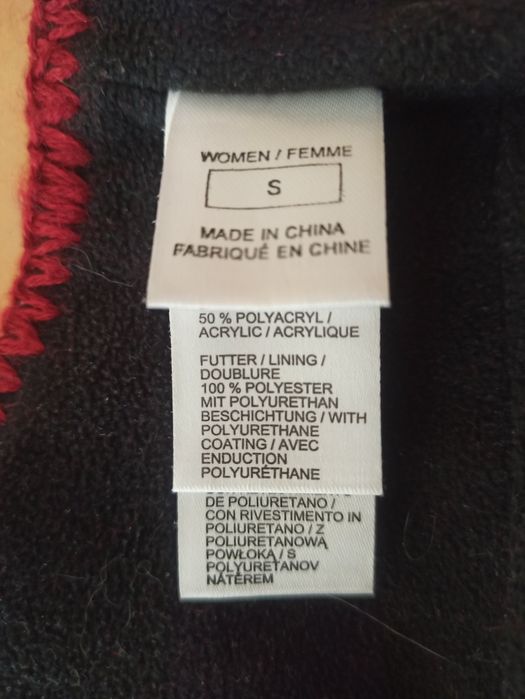 WOMEN / FEMME
S
MADE IN CHINA
FABRIQUÉ EN CHINE
50 % POLYACRYL /
ACRYLIC / ACRYLIQUE
FUTTER / LINING /
DOUBLURE
100 % POLYESTER
MIT POLYURETHAN
BESCHICHTUNG / WITH
POLYURETHANE
COATING / AVEC
ENDUCTION
POLYURÉTHANE
DE POLIURETANO /
CON RIVESTIMENTO IN
POLIURETANO / Z
POLIURETANOWĄ
POWŁOKĄ / S
POLYURETANOV
NÁTĚREM